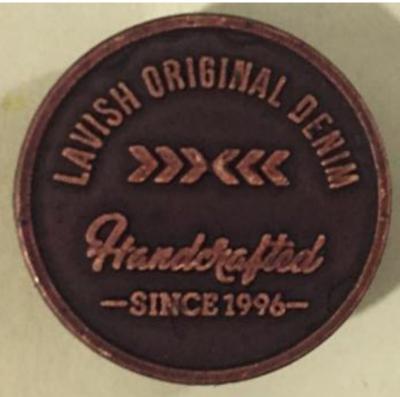 LAVISH ORIGINAL DENIM
Handcrafted
SINCE 1996